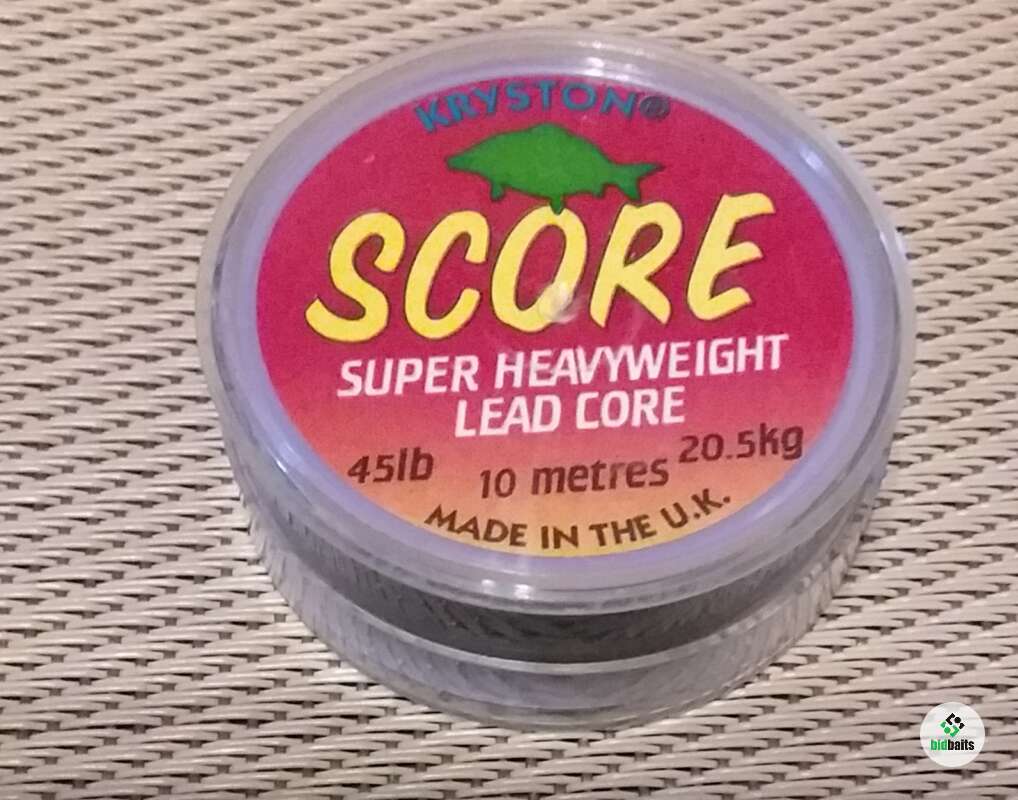 KRYSTON®
SCORE
SUPER HEAVYWEIGHT
LEAD CORE
45lb 10 metres 20.5kg
MADE IN THE U.K.
bidbaits